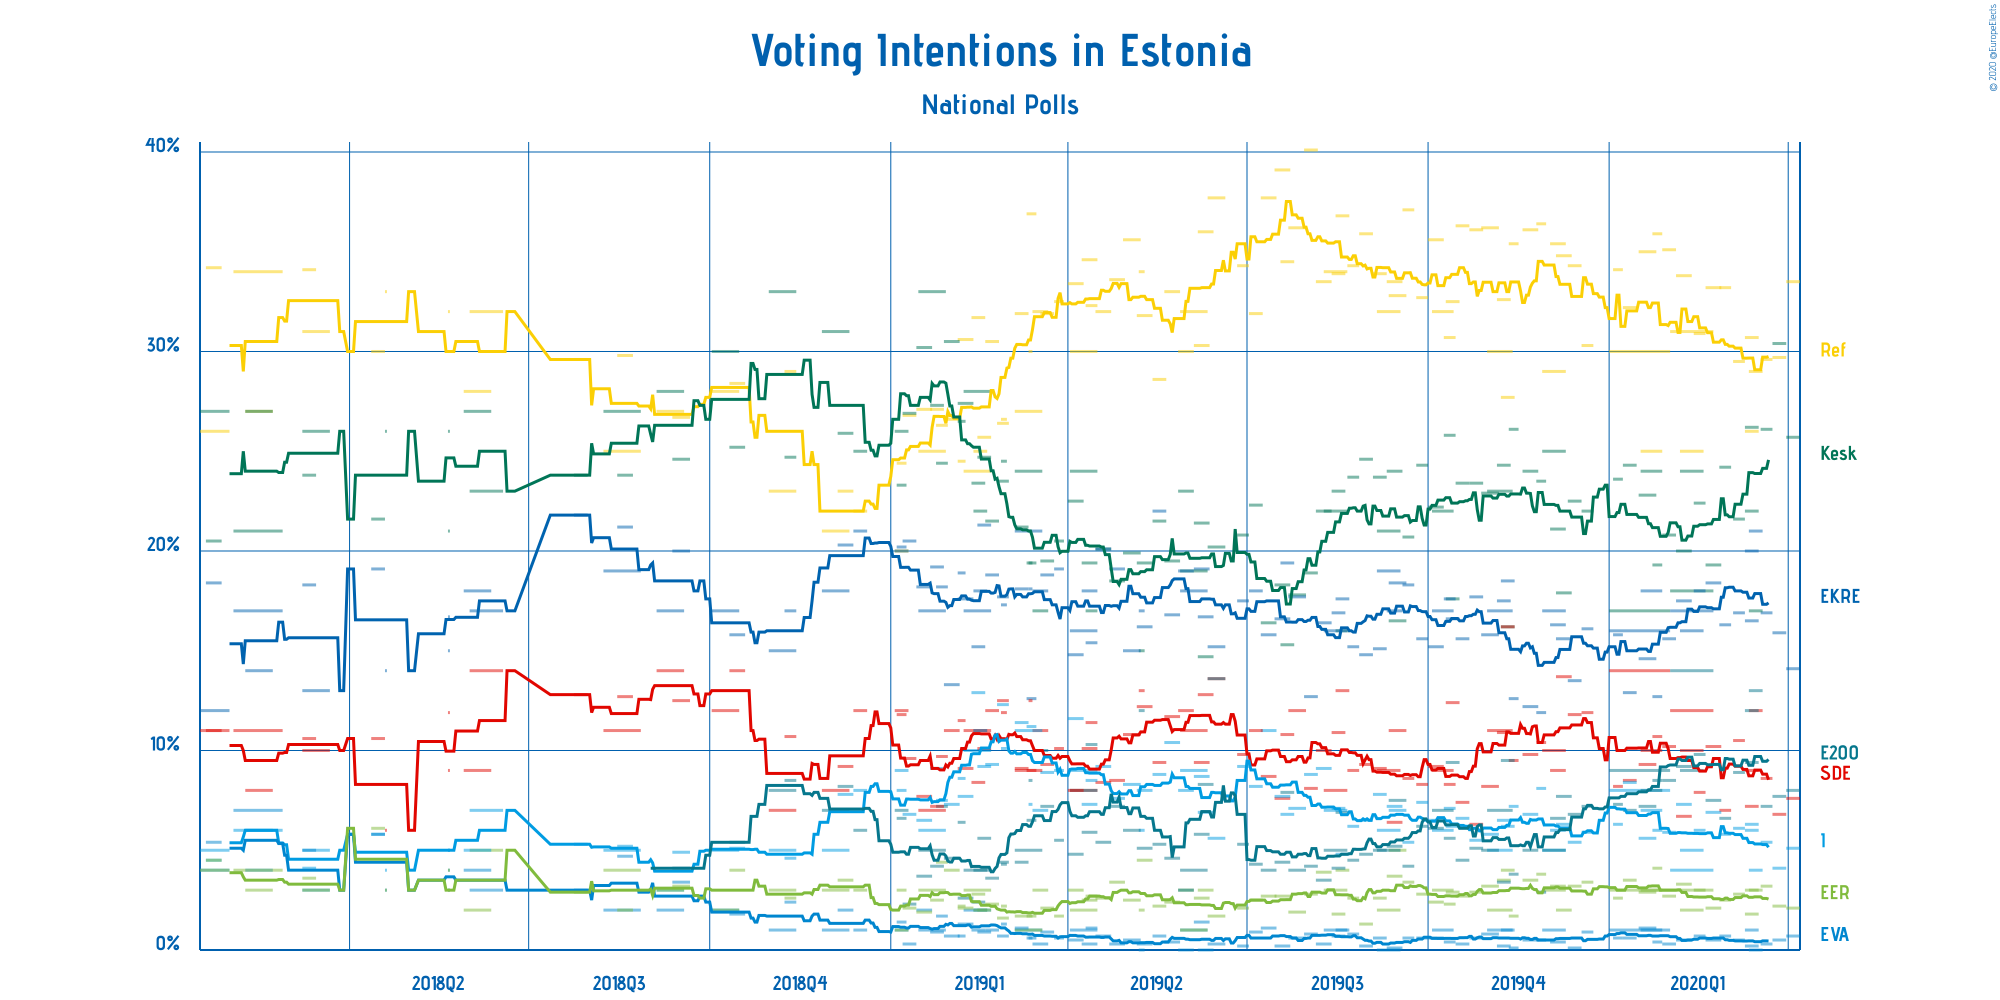 Voting Intentions in Estonia
National Polls
© 2020 @EuropeElects
40%
30%
20%
10%
0%
Ref
Kesk
EKRE
E200
SDE
I
EER
EVA
2018Q2 2018Q3 2018Q4 2019Q1 2019Q2 2019Q3 2019Q4 2020Q1